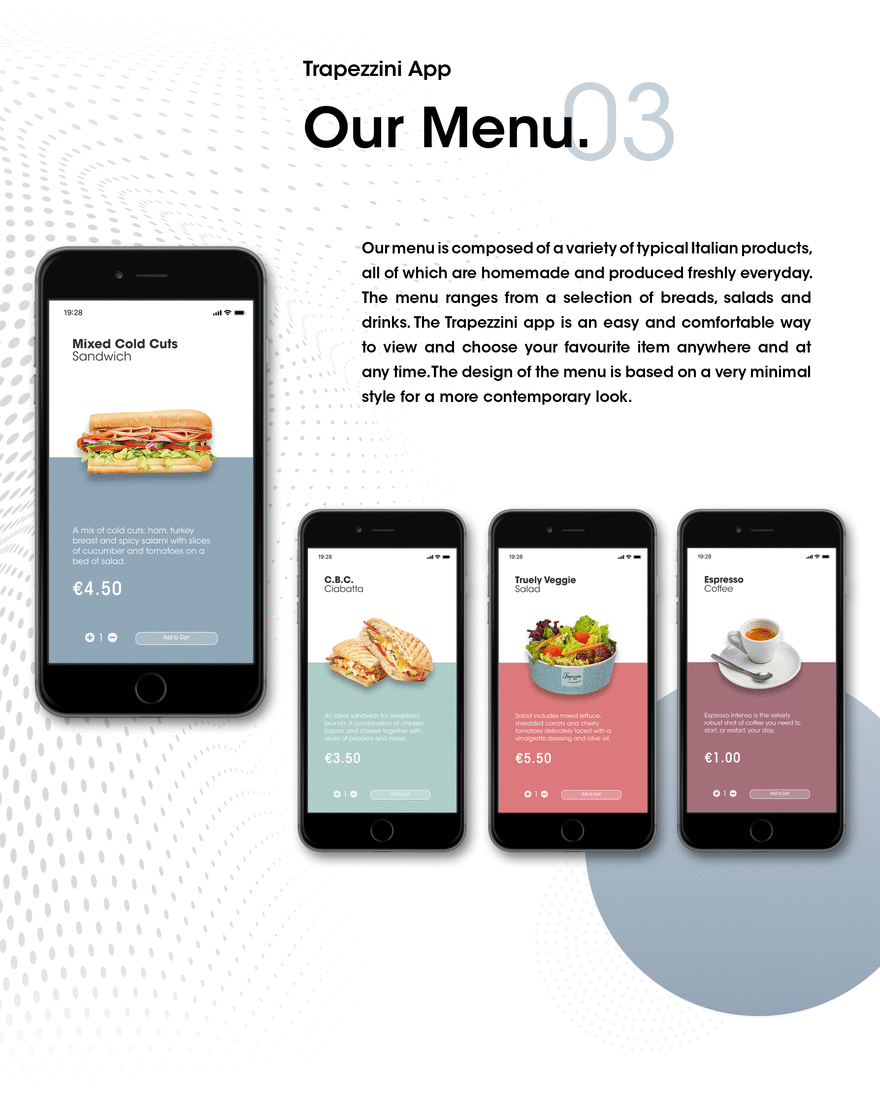 Trapezzini App
Our Menu.
03
Our menu is composed of a variety of typical Italian products,
all of which are homemade and produced freshly everyday.
The menu ranges from a selection of breads, salads and
drinks. The Trapezzini app is an easy and comfortable way
to view and choose your favourite item anywhere and at
any time. The design of the menu is based on a very minimal
style for a more contemporary look.
19:28
Mixed Cold Cuts
Sandwich
A mix of cold cuts: ham, turkey
breast and spicy salami with slices
of cucumber and tomatoes on a
bed of salad.
€4.50
1
Add to Cart
19:28
C.B.C.
Ciabatta
An ideal sandwich for breakfast/
brunch. A combination of chicken,
bacon and cheese together with
slices of peppers and mayo.
€3.50
1
Add to Cart
19:28
Truely Veggie
Salad
Trapezzini
Salad includes mixed lettuce,
shredded carrots and cherry
tomatoes delicately laced with a
vinaigrette dressing and olive oil.
€5.50
1
Add to Cart
19:28
Espresso
Coffee
Espresso Intenso is the velvety
robust shot of coffee you need to
start, or restart, your day.
€1.00
1
Add to Cart